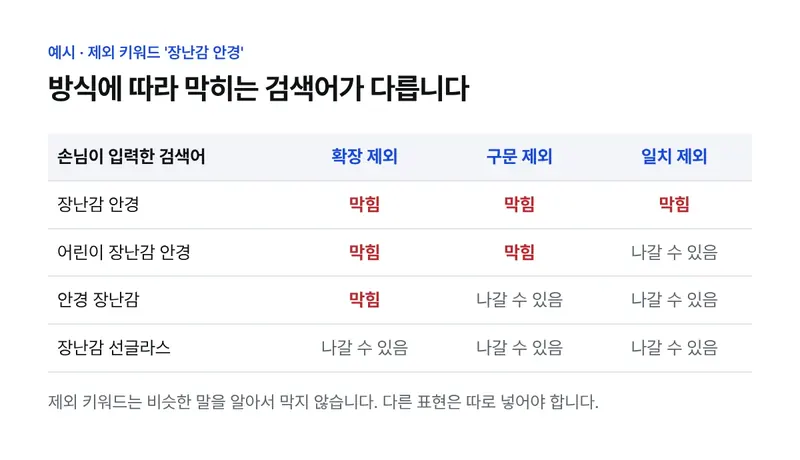 예시 · 제외 키워드 '장난감 안경'
방식에 따라 막히는 검색어가 다릅니다
손님이 입력한 검색어 확장 제외 구문 제외 일치 제외
장난감 안경 막힘 막힘 막힘
어린이 장난감 안경 막힘 막힘 나갈 수 있음
안경 장난감 막힘 나갈 수 있음 나갈 수 있음
장난감 선글라스 나갈 수 있음 나갈 수 있음 나갈 수 있음
제외 키워드는 비슷한 말을 알아서 막지 않습니다. 다른 표현은 따로 넣어야 합니다.